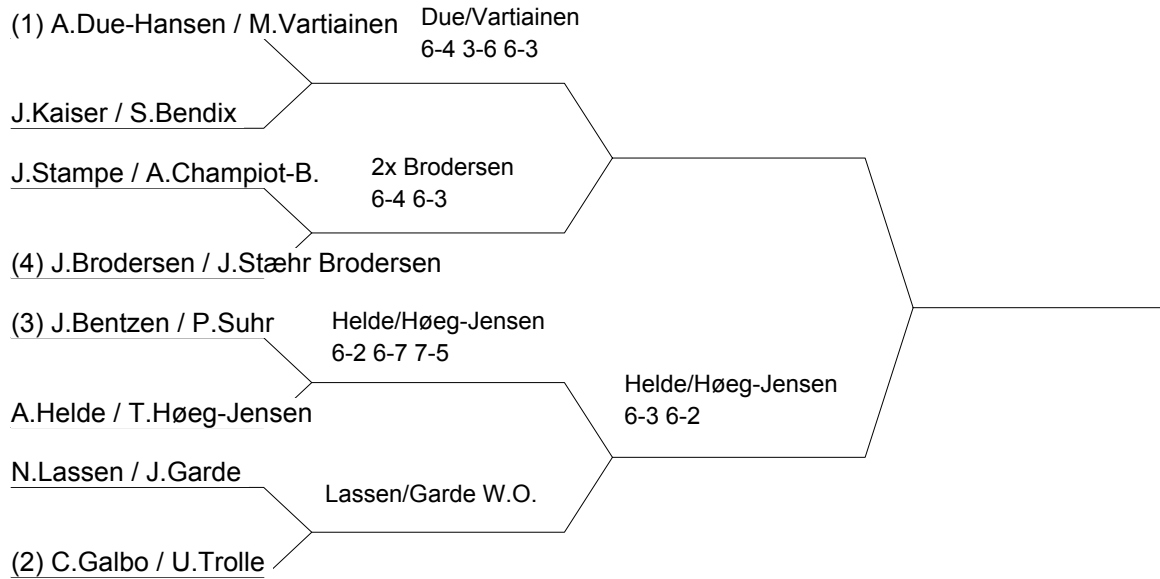 (1) A.Due-Hansen / M.Vartiainen
Due/Vartiainen
6-4 3-6 6-3
J.Kaiser / S.Bendix
J.Stampe / A.Champiot-B.
2x Brodersen
6-4 6-3
(4) J.Brodersen / J.Stæhr Brodersen
(3) J.Bentzen / P.Suhr
Helde/Høeg-Jensen
6-2 6-7 7-5
Helde/Høeg-Jensen
6-3 6-2
A.Helde / T.Høeg-Jensen
N.Lassen / J.Garde
Lassen/Garde W.O.
(2) C.Galbo / U.Trolle